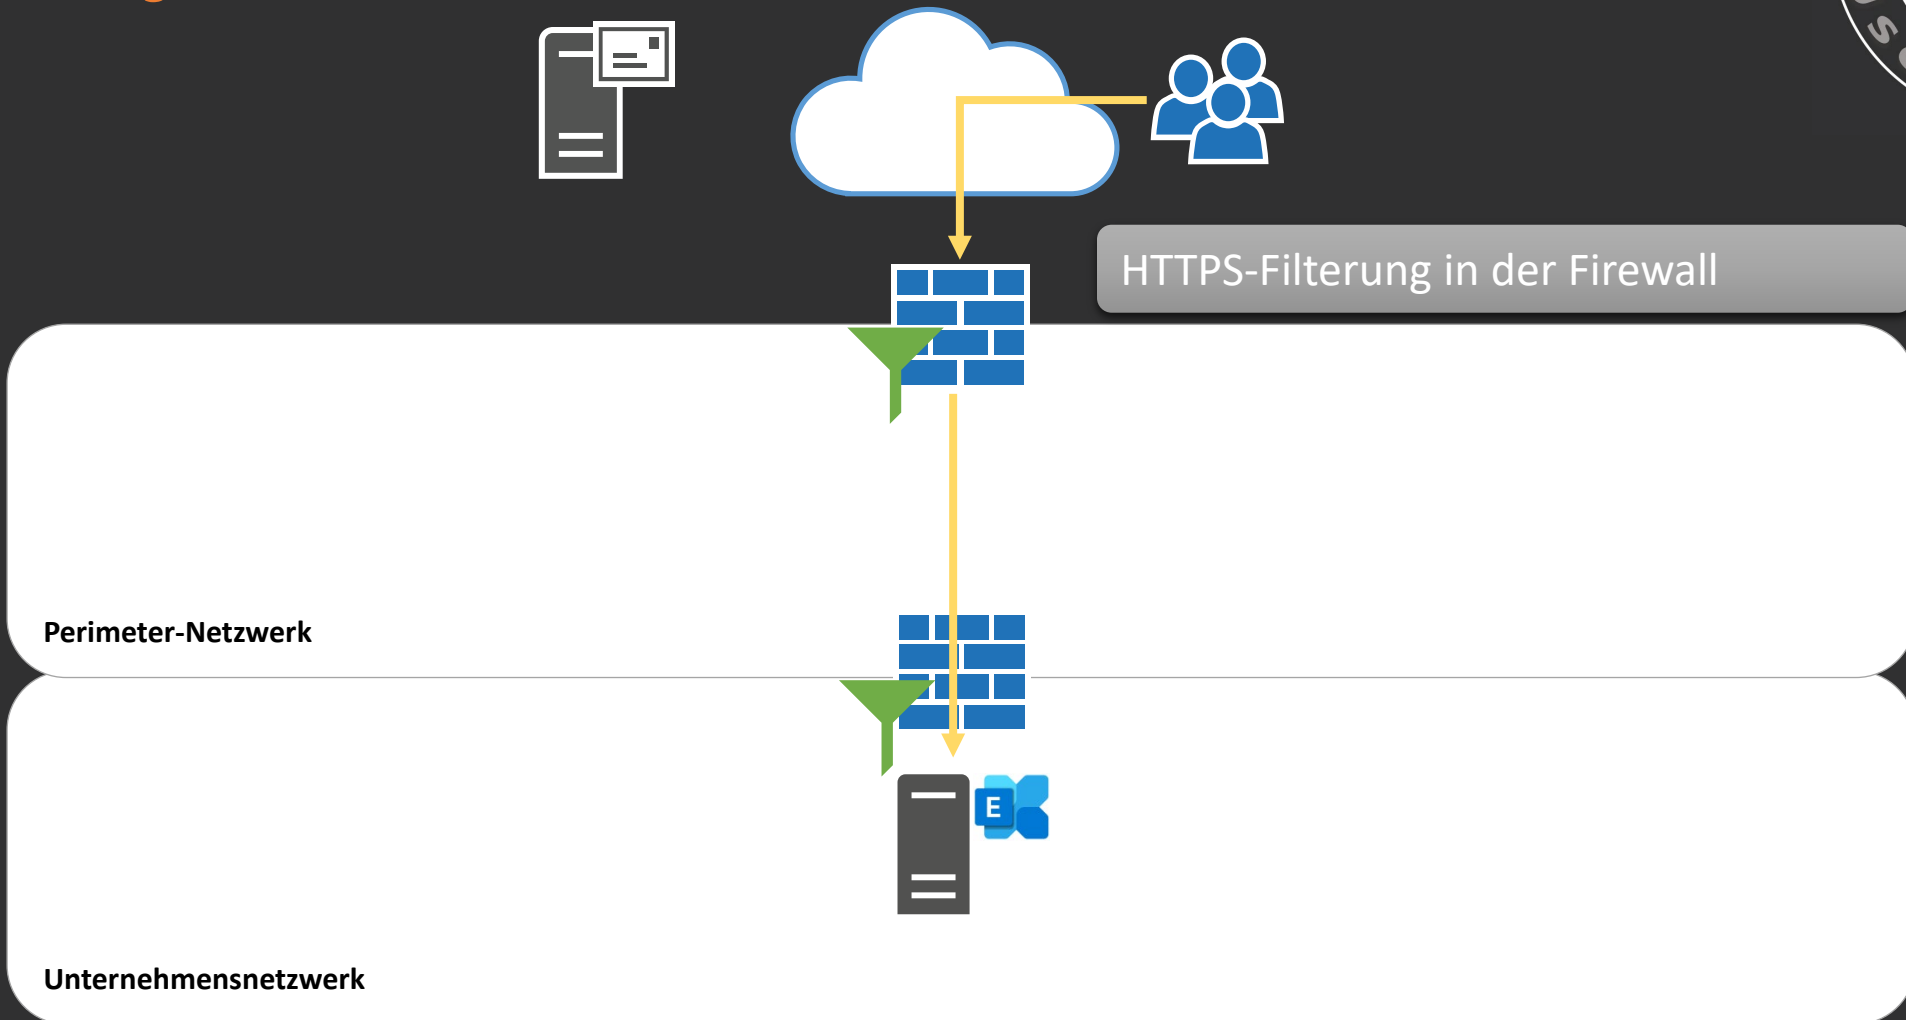 HTTPS-Filterung in der Firewall
Perimeter-Netzwerk
E
Unternehmensnetzwerk